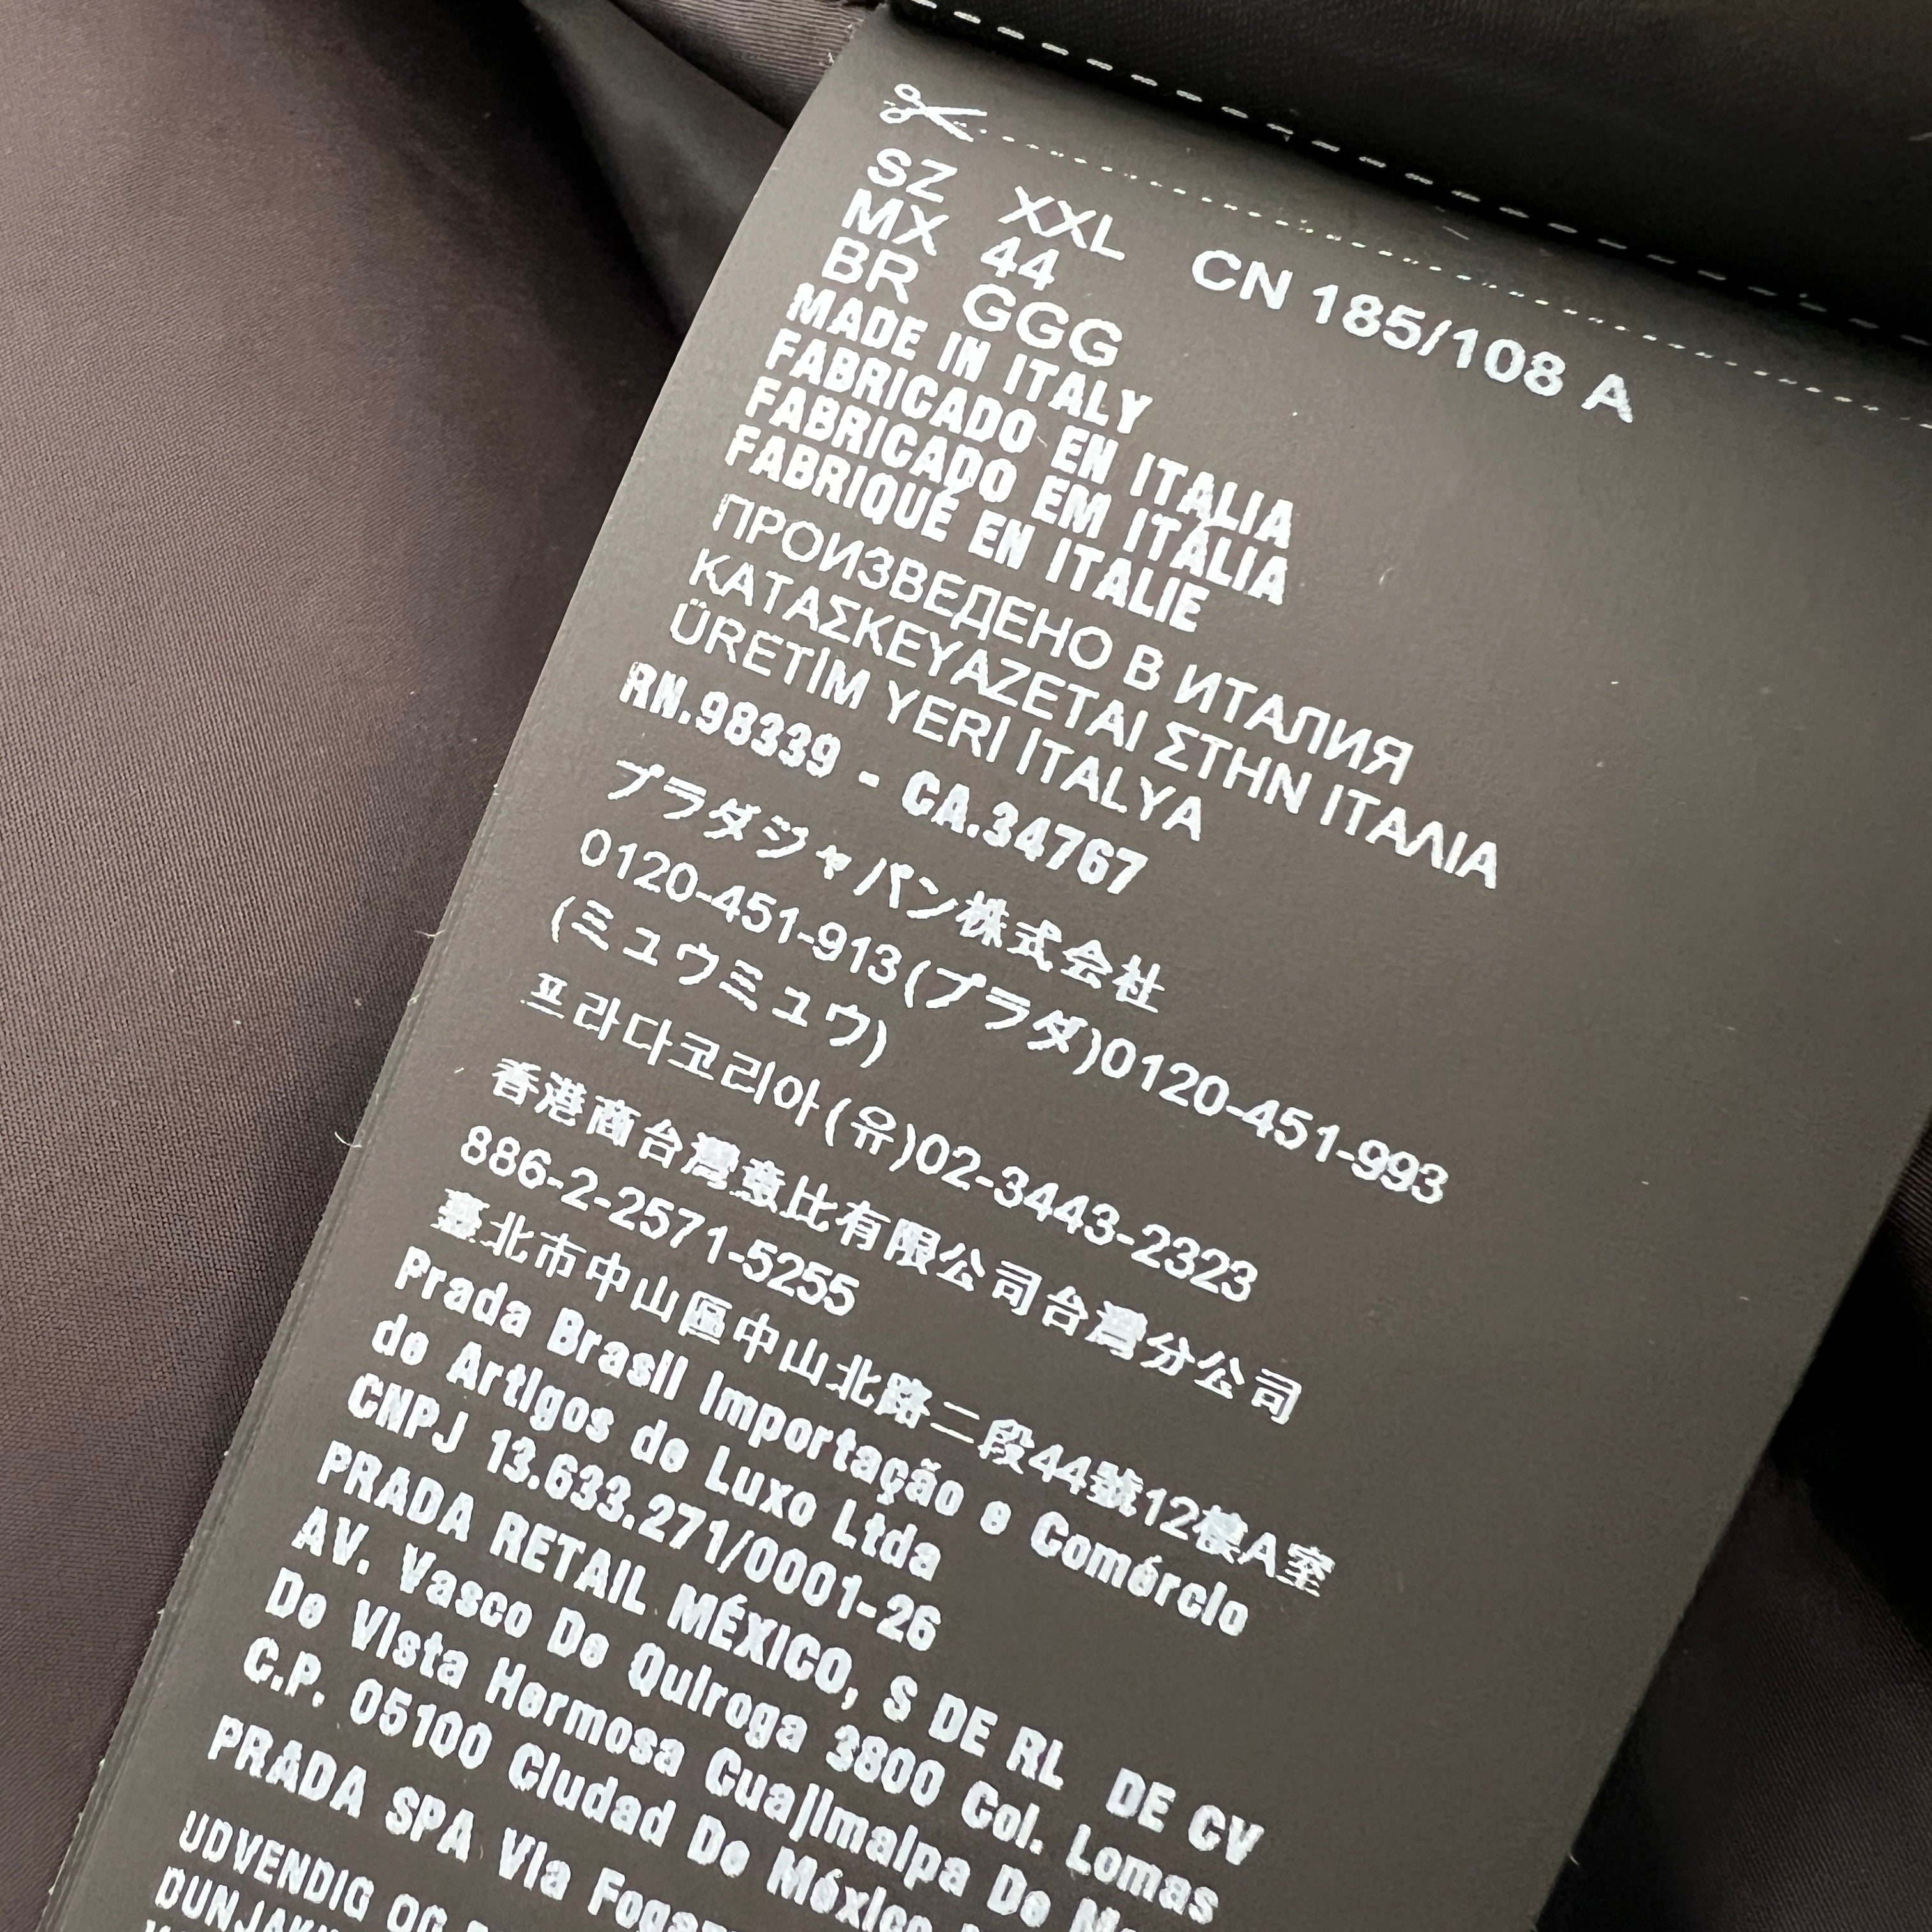 SZ XXL CN 185/108 A
MX 44
BR GGG
MADE IN ITALY
FABRICADO EN ITALIA
FABRICADO EM ITÁLIA
FABRIQUÉ EN ITALIE
ПРОИЗВЕДЕНО В ИТАЛИЯ
ΚΑΤΑΣΚΕΥΑΖΕΤΑΙ ΣΤΗΝ ΙΤΑΛΙΑ
ÜRETİM YERİ İTALYA
RN.98339 - CA.34767
プラダジャパン株式会社
0120-451-913(プラダ)0120-451-993
(ミュウミュウ)
프라다코리아(유)02-3443-2323
香港商台灣意比有限公司台灣分公司
886-2-2571-5255
臺北市中山區中山北路二段44號12樓A室
Prada Brasil Importação e Comércio
de Artigos de Luxo Ltda
CNPJ 13.633.271/0001-26
PRADA RETAIL MÉXICO, S DE RL DE CV
AV. Vasco De Quiroga 3800 Col. Lomas
De Vista Hermosa Cuajimalpa De
C.P. 05100 Ciudad De México
PRADA SPA Via
UDVENDIG OG